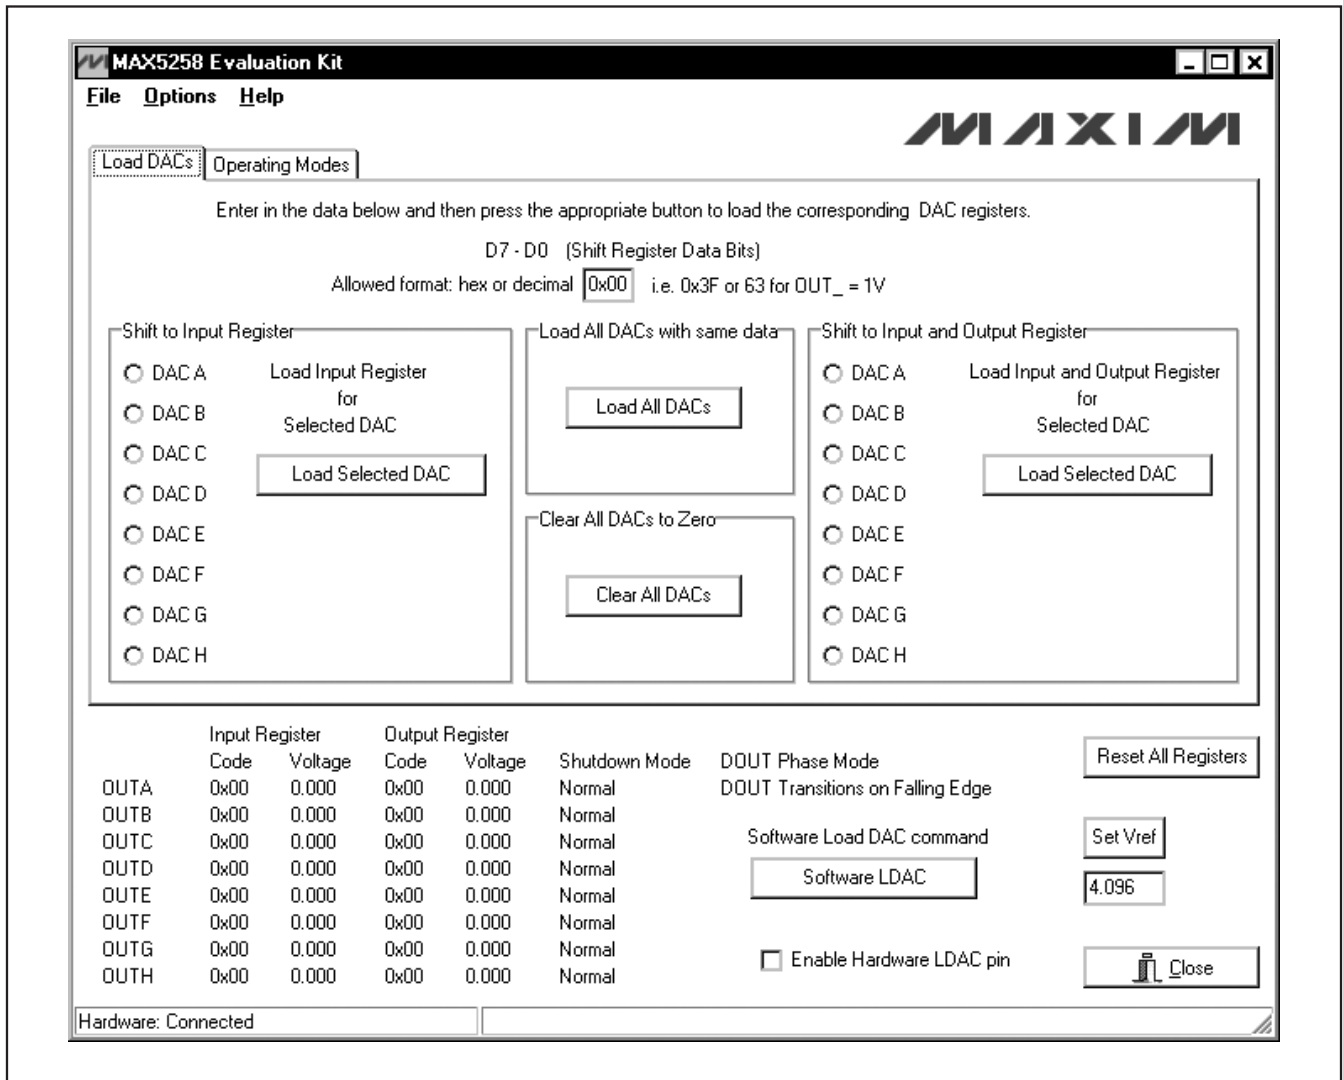 MAX5258 Evaluation Kit
File Options Help
MAXIM
Load DACs Operating Modes
Enter in the data below and then press the appropriate button to load the corresponding DAC registers.
D7 - D0 (Shift Register Data Bits)
Allowed format: hex or decimal 0x00 i.e. 0x3F or 63 for OUT_ = 1V
Shift to Input Register
DAC A
DAC B
DAC C
DAC D
DAC E
DAC F
DAC G
DAC H
Load Input Register
for
Selected DAC
Load Selected DAC
Load All DACs with same data
Load All DACs
Clear All DACs to Zero
Clear All DACs
Shift to Input and Output Register
DAC A
DAC B
DAC C
DAC D
DAC E
DAC F
DAC G
DAC H
Load Input and Output Register
for
Selected DAC
Load Selected DAC
Input Register Output Register
Code Voltage Code Voltage Shutdown Mode
OUTA 0x00 0.000 0x00 0.000 Normal
OUTB 0x00 0.000 0x00 0.000 Normal
OUTC 0x00 0.000 0x00 0.000 Normal
OUTD 0x00 0.000 0x00 0.000 Normal
OUTE 0x00 0.000 0x00 0.000 Normal
OUTF 0x00 0.000 0x00 0.000 Normal
OUTG 0x00 0.000 0x00 0.000 Normal
OUTH 0x00 0.000 0x00 0.000 Normal
DOUT Phase Mode
DOUT Transitions on Falling Edge
Software Load DAC command
Software LDAC
Enable Hardware LDAC pin
Reset All Registers
Set Vref
4.096
Close
Hardware: Connected